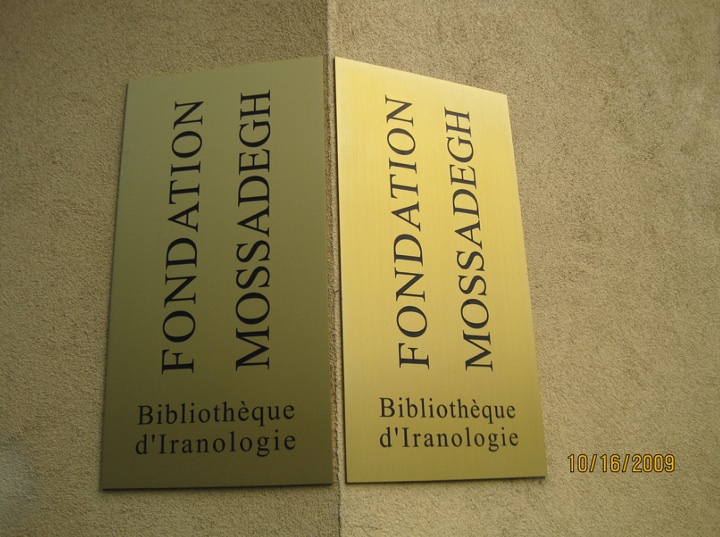 FONDATION
MOSSADEGH
Bibliothèque
d'Iranologie
FONDATION
MOSSADEGH
Bibliothèque
d'Iranologie
10/16/2009